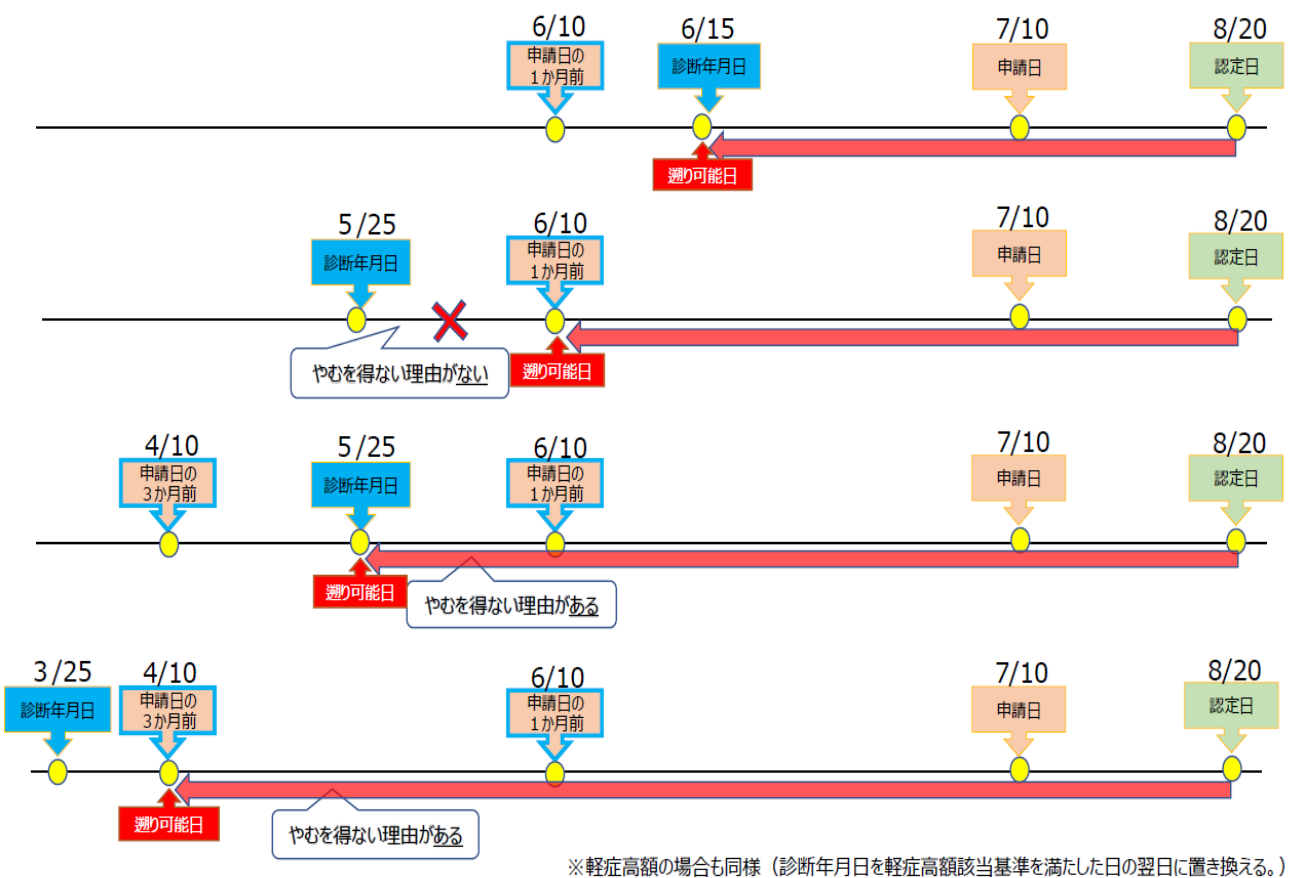 6/10
申請日の
1か月前
6/15
診断年月日
7/10
申請日
8/20
認定日
遡り可能日
5/25
診断年月日
6/10
申請日の
1か月前
7/10
申請日
8/20
認定日
やむを得ない理由がない
遡り可能日
4/10
申請日の
3か月前
5/25
診断年月日
6/10
申請日の
1か月前
7/10
申請日
8/20
認定日
遡り可能日
やむを得ない理由がある
3/25
診断年月日
4/10
申請日の
3か月前
6/10
申請日の
1か月前
7/10
申請日
8/20
認定日
遡り可能日
やむを得ない理由がある
※軽症高額の場合も同様（診断年月日を軽症高額該当基準を満たした日の翌日に置き換える。）